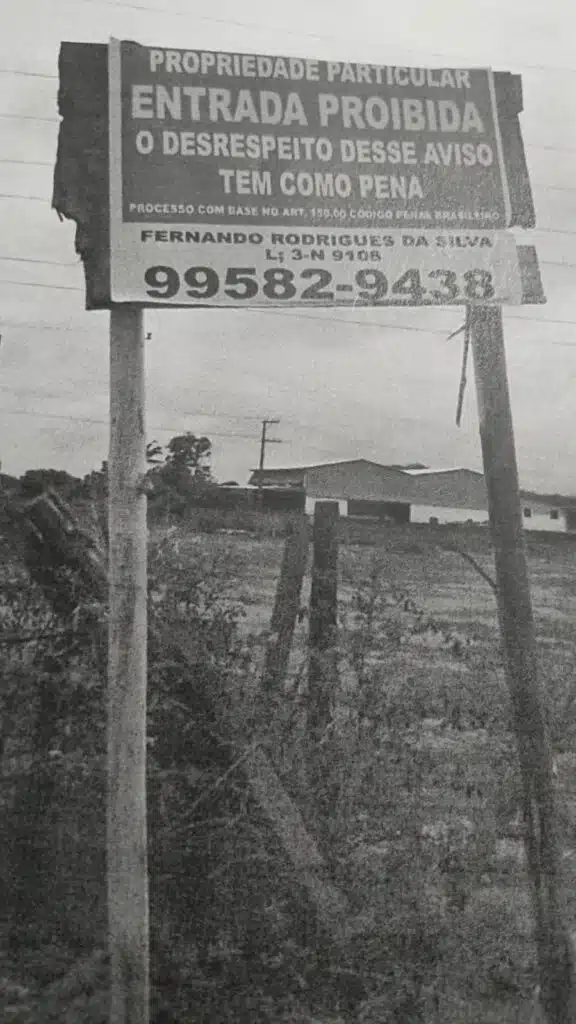 PROPRIEDADE PARTICULAR
ENTRADA PROIBIDA
O DESRESPEITO DESSE AVISO
TEM COMO PENA
PROCESSO COM BASE NO ART. 150.00 CÓDIGO PENAL BRASILEIRO
FERNANDO RODRIGUES DA SILVA
L; 3-N 9108
99582-9438